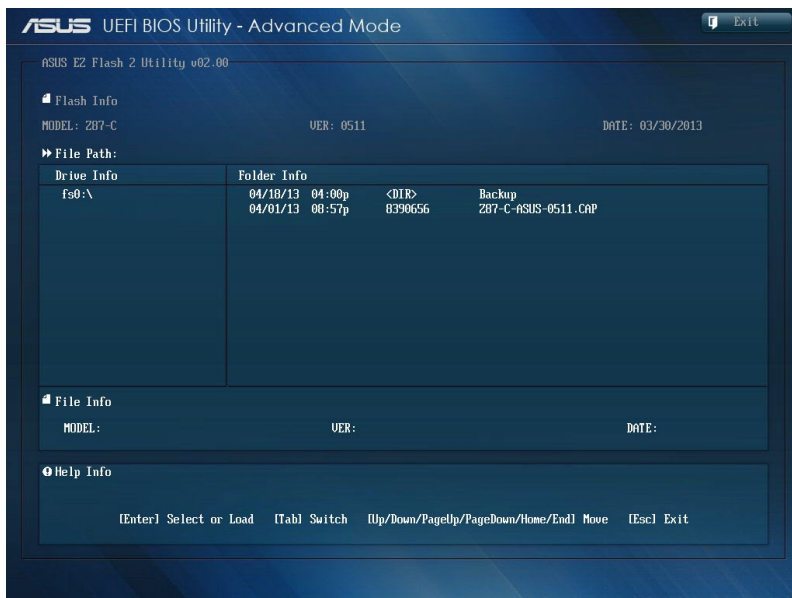 ASUS UEFI BIOS Utility - Advanced Mode
Exit
ASUS EZ Flash 2 Utility v02.00
Flash Info
MODEL: Z87-C VER: 0511 DATE: 03/30/2013
File Path:
Drive Info Folder Info
fs0:\ 04/18/13 04:00p <DIR> Backup
04/01/13 08:57p 8390656 Z87-C-ASUS-0511.CAP
File Info
MODEL: VER: DATE:
Help Info
[Enter] Select or Load [Tab] Switch [Up/Down/PageUp/PageDown/Home/End] Move [Esc] Exit